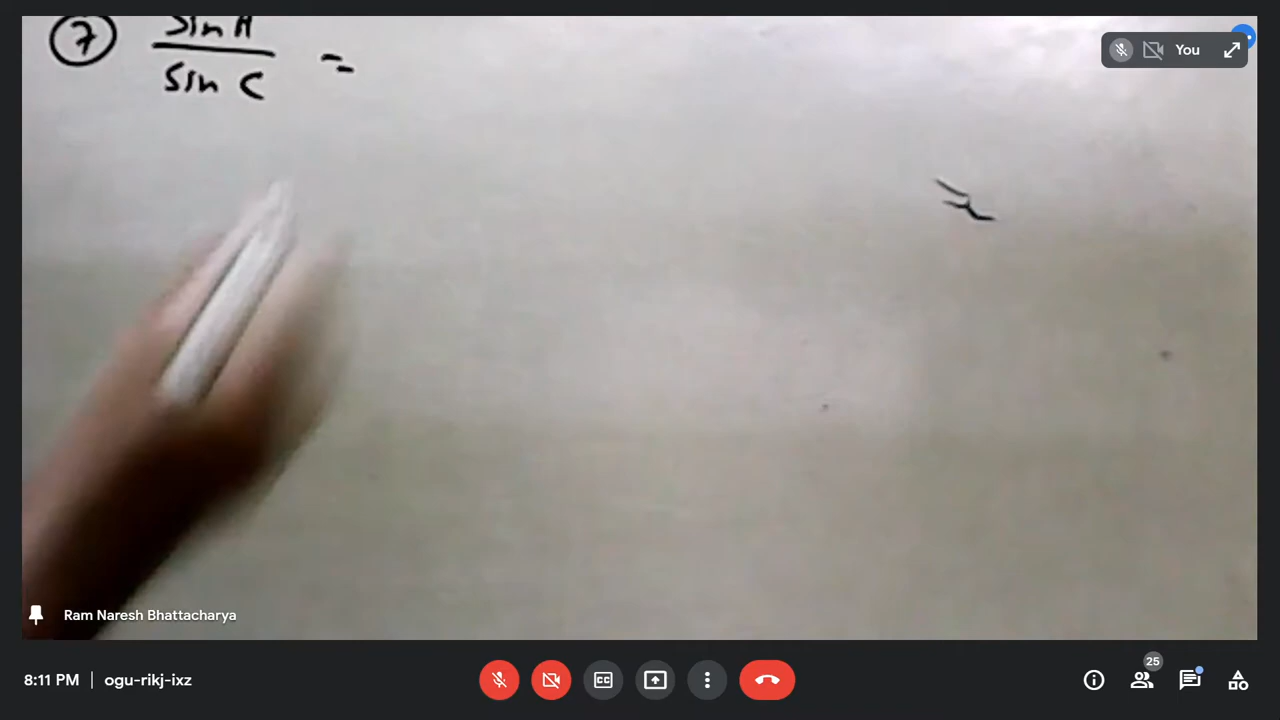 7 sin A =
sin C
You
Ram Naresh Bhattacharya
8:11 PM | ogu-rikj-ixz
25